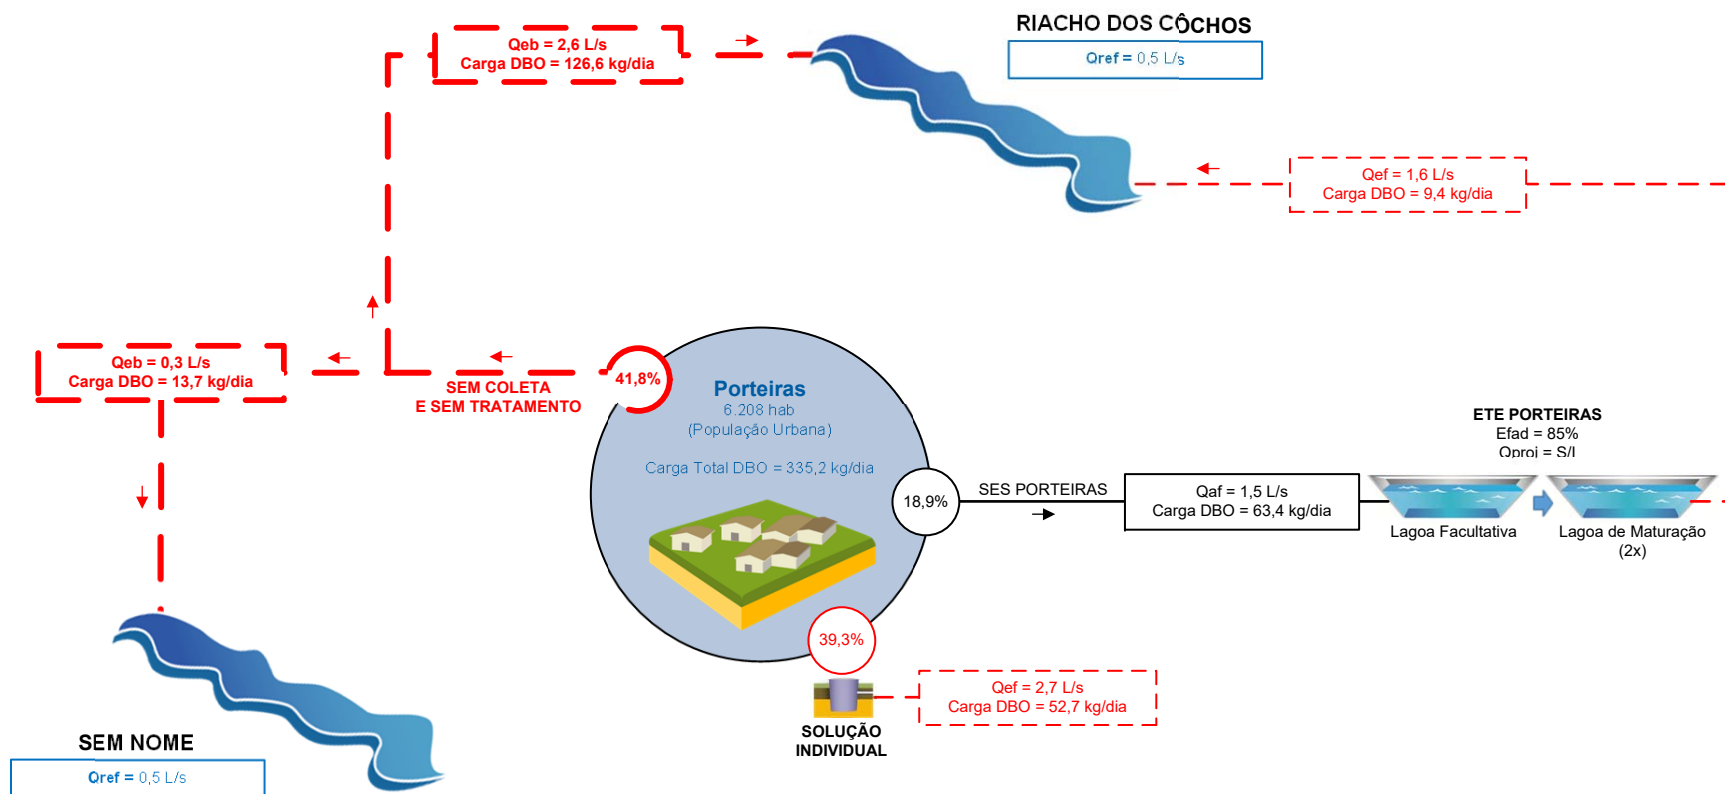 RIACHO DOS CÔCHOS
Qref = 0,5 L/s
Qeb = 2,6 L/s
Carga DBO = 126,6 kg/dia
Qef = 1,6 L/s
Carga DBO = 9,4 kg/dia
Qeb = 0,3 L/s
Carga DBO = 13,7 kg/dia
SEM COLETA
E SEM TRATAMENTO
41,8%
Porteiras
6.208 hab
(População Urbana)
Carga Total DBO = 335,2 kg/dia
18,9%
SES PORTEIRAS
Qaf = 1,5 L/s
Carga DBO = 63,4 kg/dia
ETE PORTEIRAS
Efad = 85%
Qproj = S/I
Lagoa Facultativa
Lagoa de Maturação
(2x)
39,3%
Qef = 2,7 L/s
Carga DBO = 52,7 kg/dia
SOLUÇÃO
INDIVIDUAL
SEM NOME
Qref = 0,5 L/s